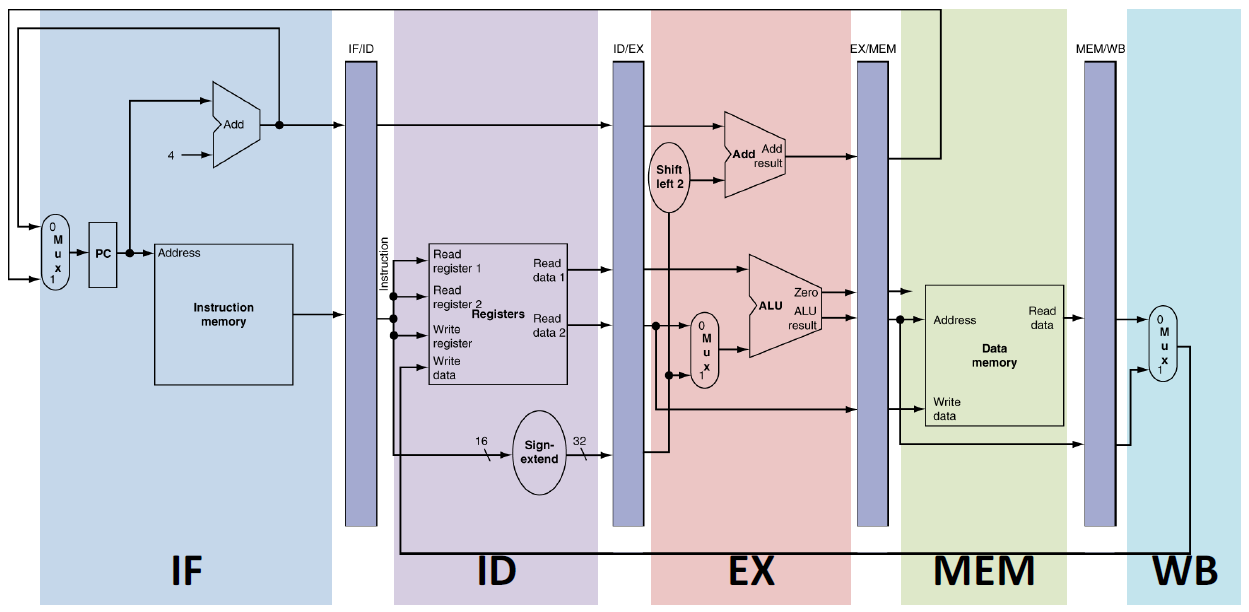 IF/ID
ID/EX
EX/MEM
MEM/WB
Add
4
0
M
u
x
1
PC
Address
Instruction
memory
Instruction
Read
register 1
Read
register 2
Write
register
Write
data
Registers
Read
data 1
Read
data 2
16
Sign-
extend
32
Shift
left 2
Add
Add
result
0
M
u
x
1
ALU
Zero
ALU
result
Address
Write
data
Data
memory
Read
data
0
M
u
x
1
IF
ID
EX
MEM
WB